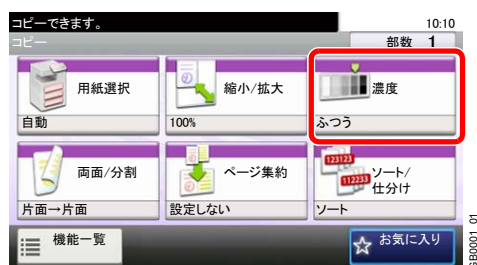 コピーできます。
10:10
コピー
部数 1
用紙選択
自動
縮小/拡大
100%
濃度
ふつう
両面/分割
片面→片面
ページ集約
設定しない
123123
112233
ソート/
仕分け
ソート
機能一覧
お気に入り